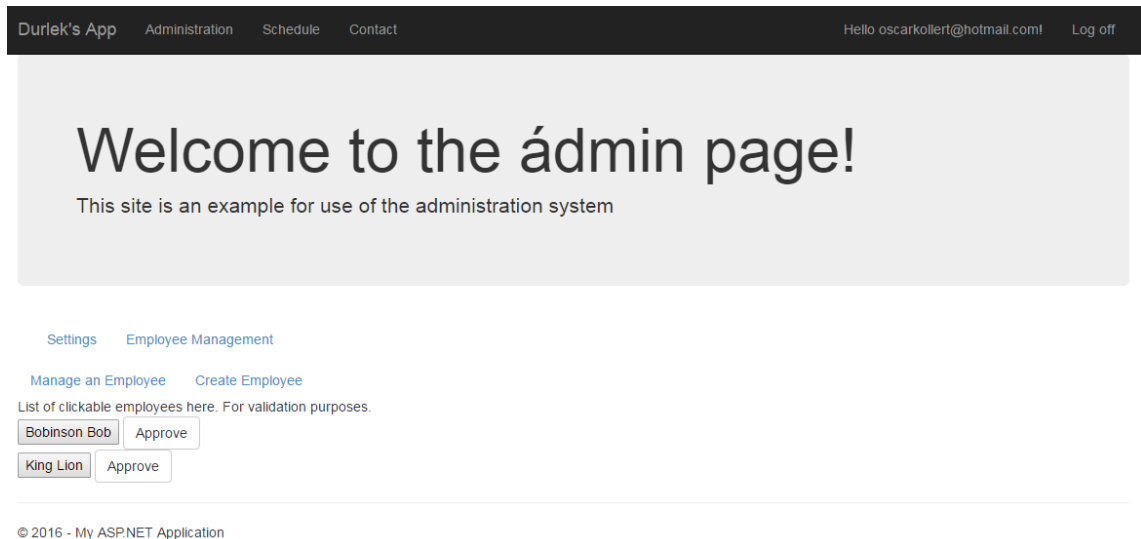 Durlek's App Administration Schedule Contact Hello oscarkollert@hotmail.com! Log off
Welcome to the ádmin page!
This site is an example for use of the administration system
Settings Employee Management
Manage an Employee Create Employee
List of clickable employees here. For validation purposes.
Bobinson Bob Approve
King Lion Approve
© 2016 - My ASP.NET Application